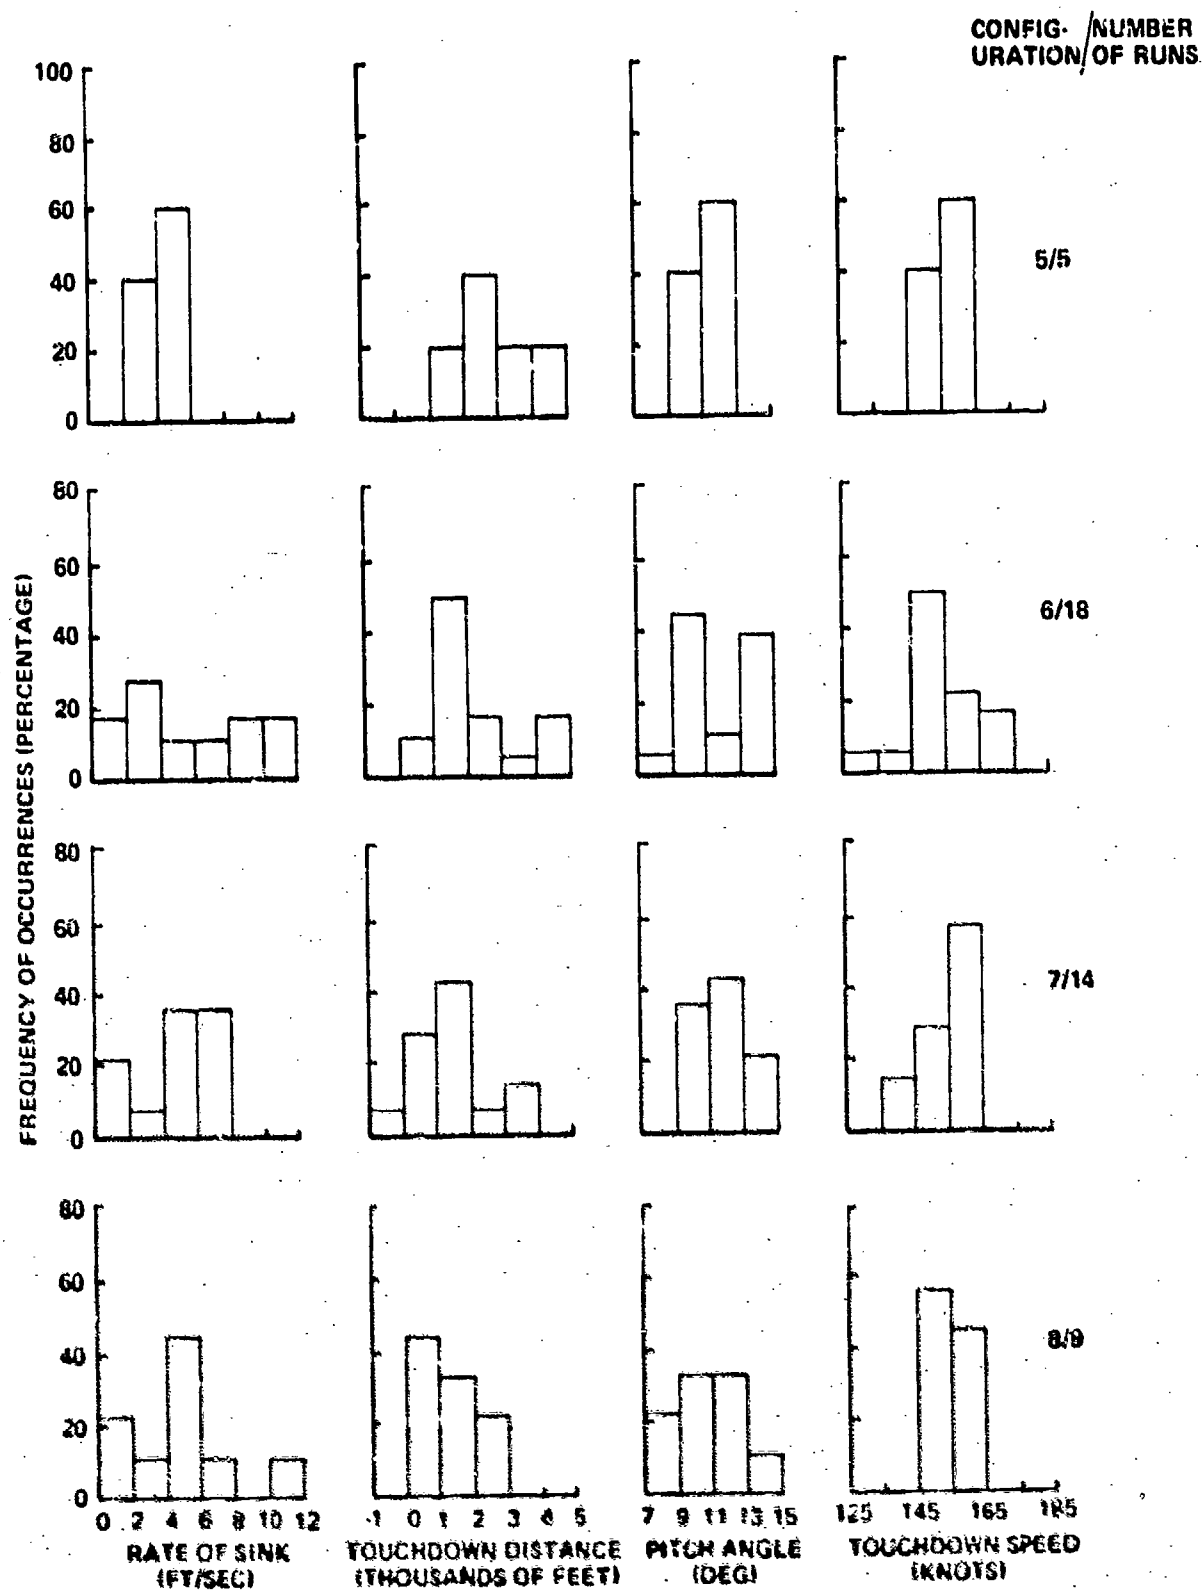 CONFIG- / NUMBER
URATION / OF RUNS
100
80
60
40
20
0
5/5
80
60
40
20
0
6/18
80
60
40
20
0
7/14
80
60
40
20
0
8/9
FREQUENCY OF OCCURRENCES (PERCENTAGE)
0 2 4 6 8 10 12
-1 0 1 2 3 4 5
7 9 11 13 15
125 145 165 185
RATE OF SINK
(FT/SEC)
TOUCHDOWN DISTANCE
(THOUSANDS OF FEET)
PITCH ANGLE
(DEG)
TOUCHDOWN SPEED
(KNOTS)